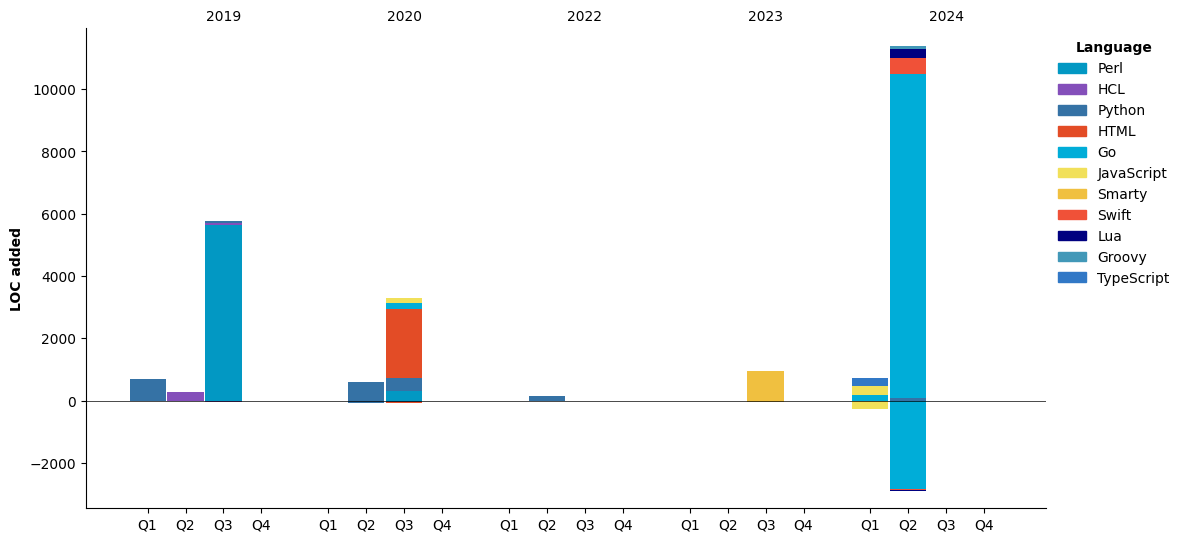 2019 2020 2022 2023 2024
Language
Perl
HCL
Python
HTML
Go
JavaScript
Smarty
Swift
Lua
Groovy
TypeScript
LOC added
10000
8000
6000
4000
2000
0
−2000
Q1 Q2 Q3 Q4 Q1 Q2 Q3 Q4 Q1 Q2 Q3 Q4 Q1 Q2 Q3 Q4 Q1 Q2 Q3 Q4